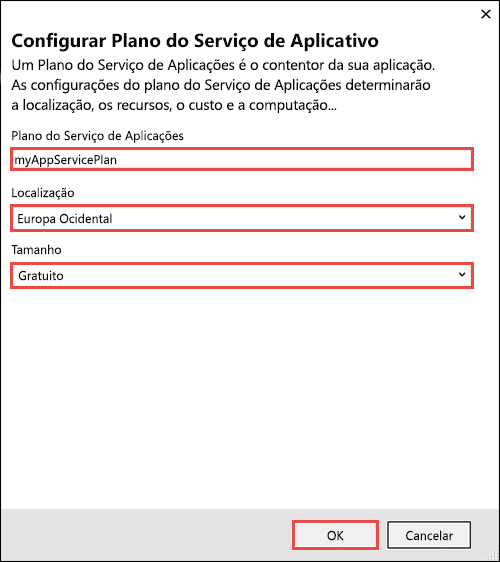 Configurar Plano do Serviço de Aplicativo
Um Plano do Serviço de Aplicações é o contentor da sua aplicação.
As configurações do plano do Serviço de Aplicações determinarão
a localização, os recursos, o custo e a computação...
Plano do Serviço de Aplicações
myAppServicePlan
Localização
Europa Ocidental
Tamanho
Gratuito
OK
Cancelar